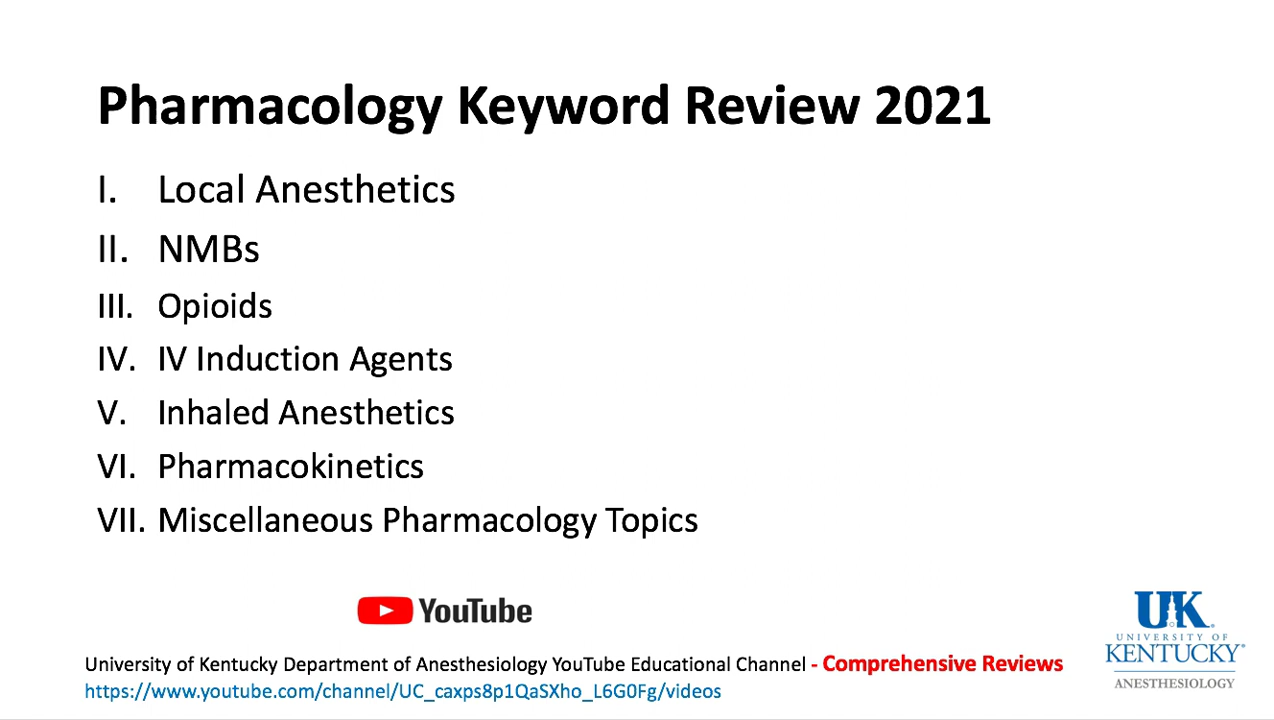 Pharmacology Keyword Review 2021
I. Local Anesthetics
II. NMBs
III. Opioids
IV. IV Induction Agents
V. Inhaled Anesthetics
VI. Pharmacokinetics
VII. Miscellaneous Pharmacology Topics
YouTube
University of Kentucky Department of Anesthesiology YouTube Educational Channel - Comprehensive Reviews
https://www.youtube.com/channel/UC_caxps8p1QaSXho_L6G0Fg/videos
UK
UNIVERSITY OF
KENTUCKY
ANESTHESIOLOGY